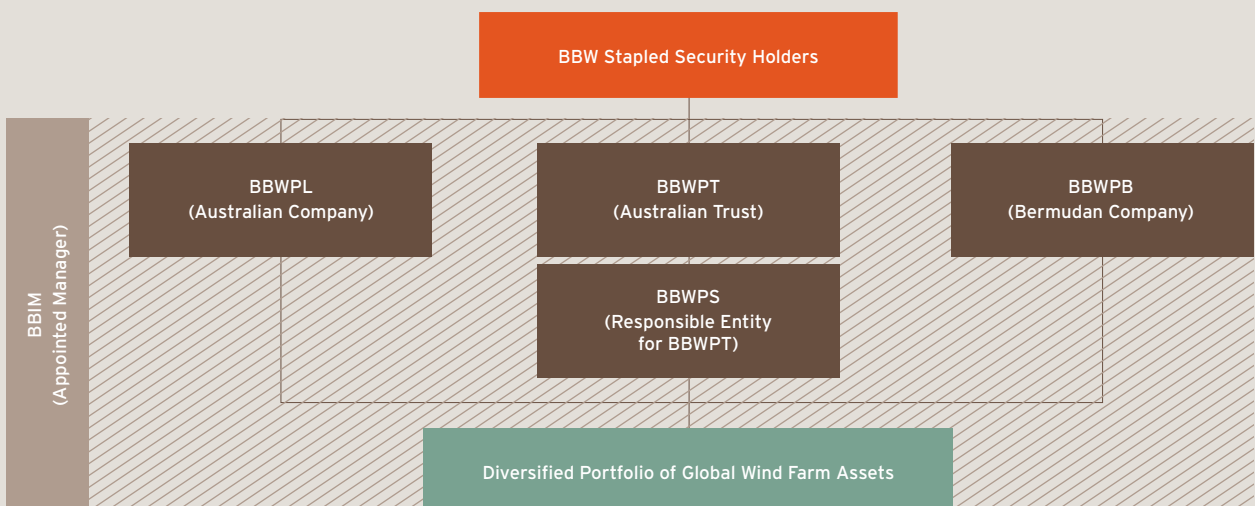 BBW Stapled Security Holders
BBIM
(Appointed Manager)
BBWPL
(Australian Company)
BBWPT
(Australian Trust)
BBWPB
(Bermudan Company)
BBWPS
(Responsible Entity
for BBWPT)
Diversified Portfolio of Global Wind Farm Assets